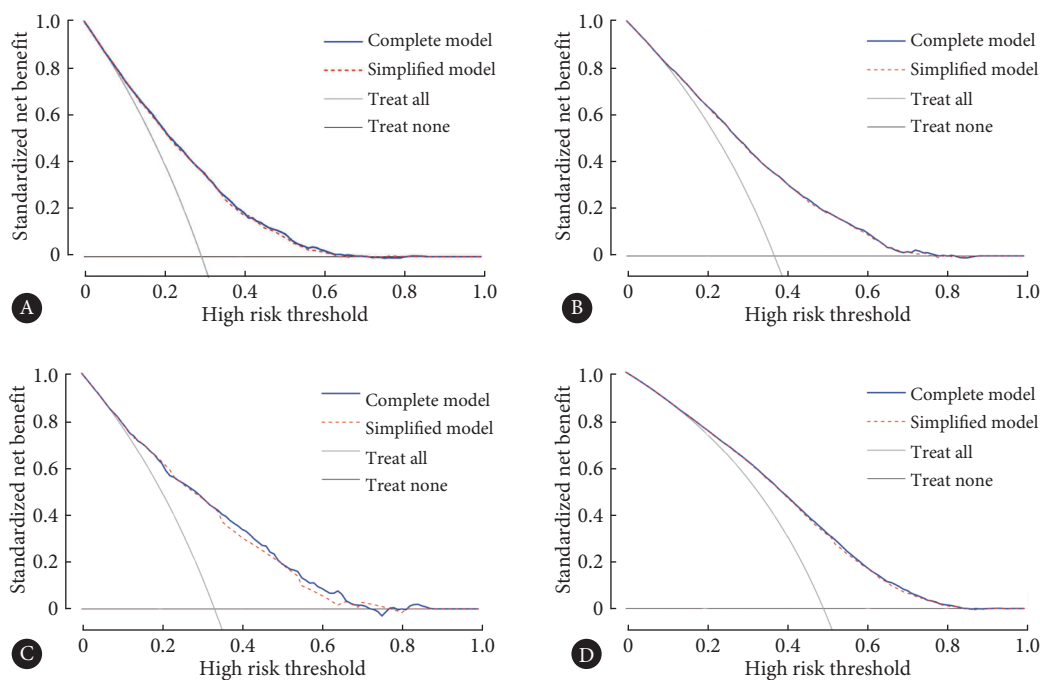 1.0
0.8
0.6
0.4
0.2
0
Standardized net benefit
Complete model
Simplified model
Treat all
Treat none
0 0.2 0.4 0.6 0.8 1.0
High risk threshold
A
1.0
0.8
0.6
0.4
0.2
0
Standardized net benefit
Complete model
Simplified model
Treat all
Treat none
0 0.2 0.4 0.6 0.8 1.0
High risk threshold
B
1.0
0.8
0.6
0.4
0.2
0
Standardized net benefit
Complete model
Simplified model
Treat all
Treat none
0 0.2 0.4 0.6 0.8 1.0
High risk threshold
C
1.0
0.8
0.6
0.4
0.2
0
Standardized net benefit
Complete model
Simplified model
Treat all
Treat none
0 0.2 0.4 0.6 0.8 1.0
High risk threshold
D